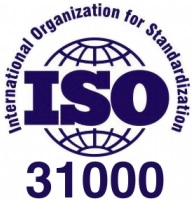 International Organization for Standardization
ISO
31000